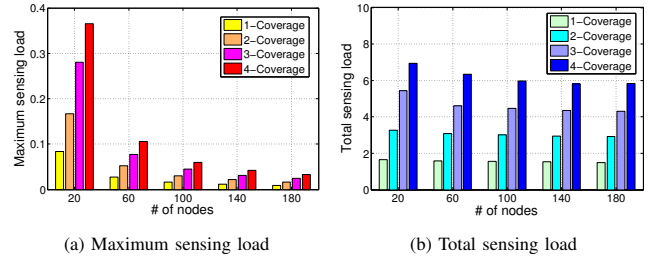 0.4
0.3
0.2
0.1
0
Maximum sensing load
20 60 100 140 180
# of nodes
1−Coverage
2−Coverage
3−Coverage
4−Coverage
(a) Maximum sensing load
10
8
6
4
2
0
Total sensing load
20 60 100 140 180
# of nodes
1−Coverage
2−Coverage
3−Coverage
4−Coverage
(b) Total sensing load